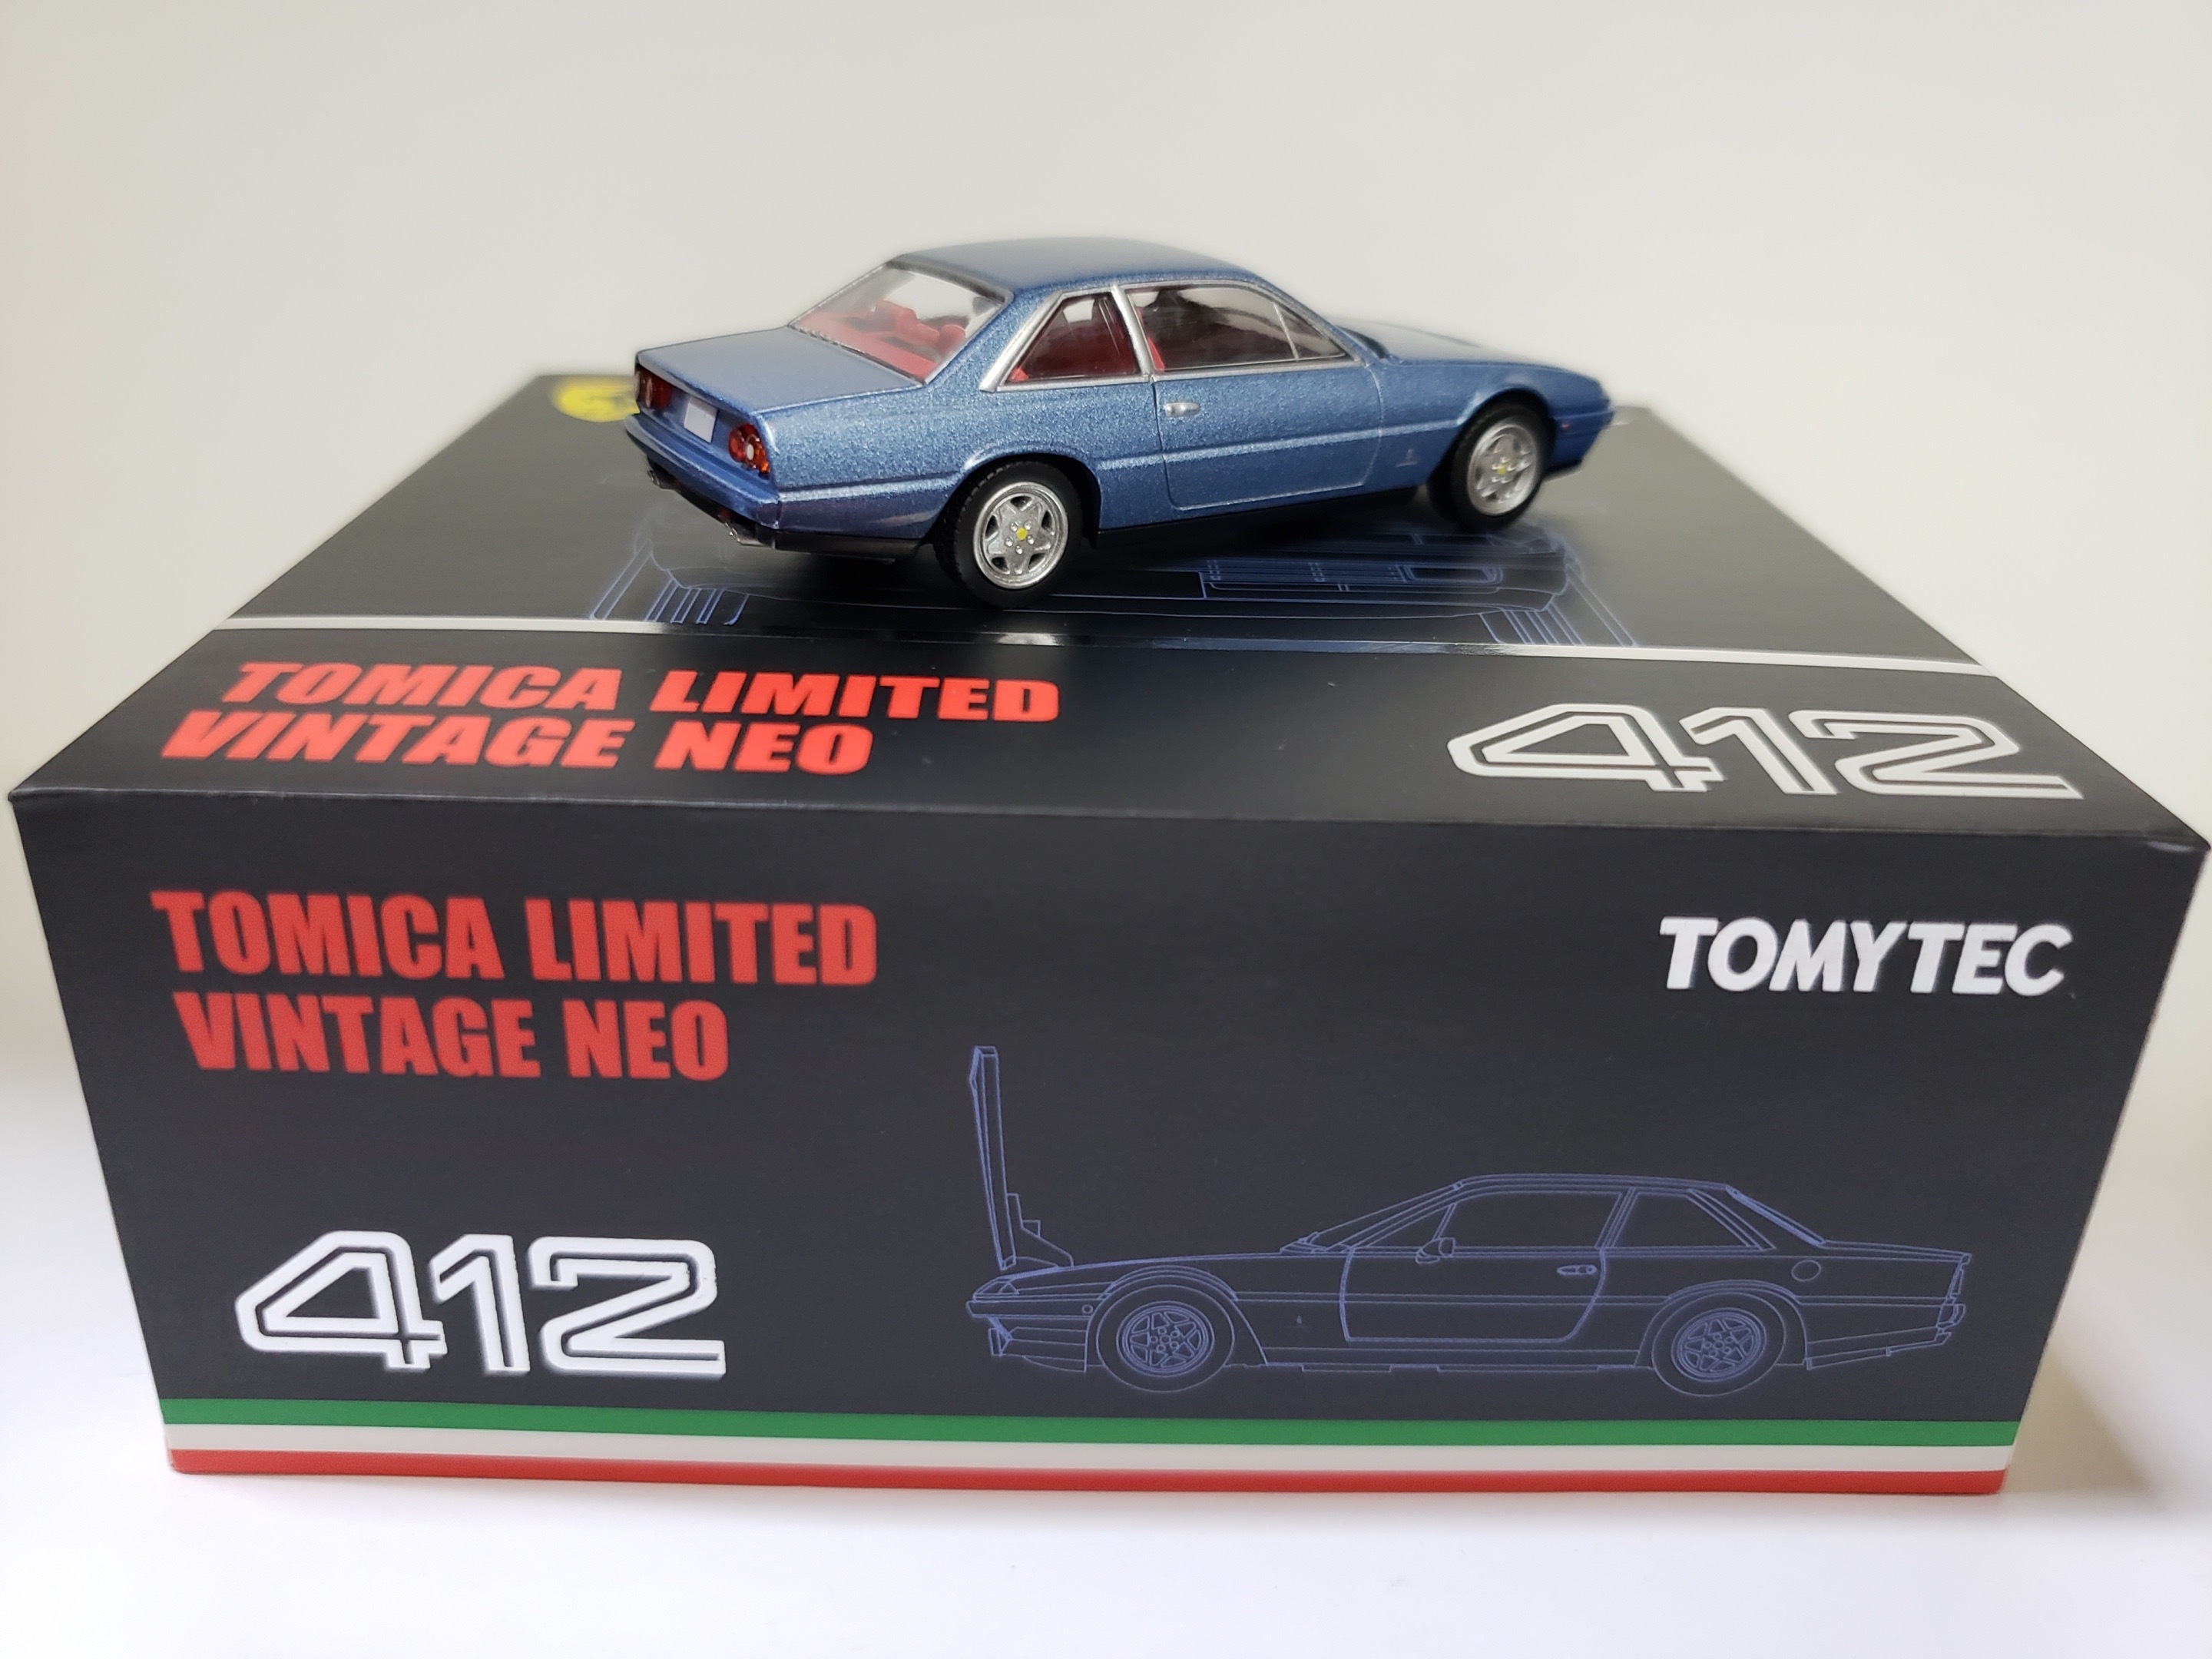 TOMICA LIMITED
VINTAGE NEO
412
TOMICA LIMITED
VINTAGE NEO
TOMYTEC
412